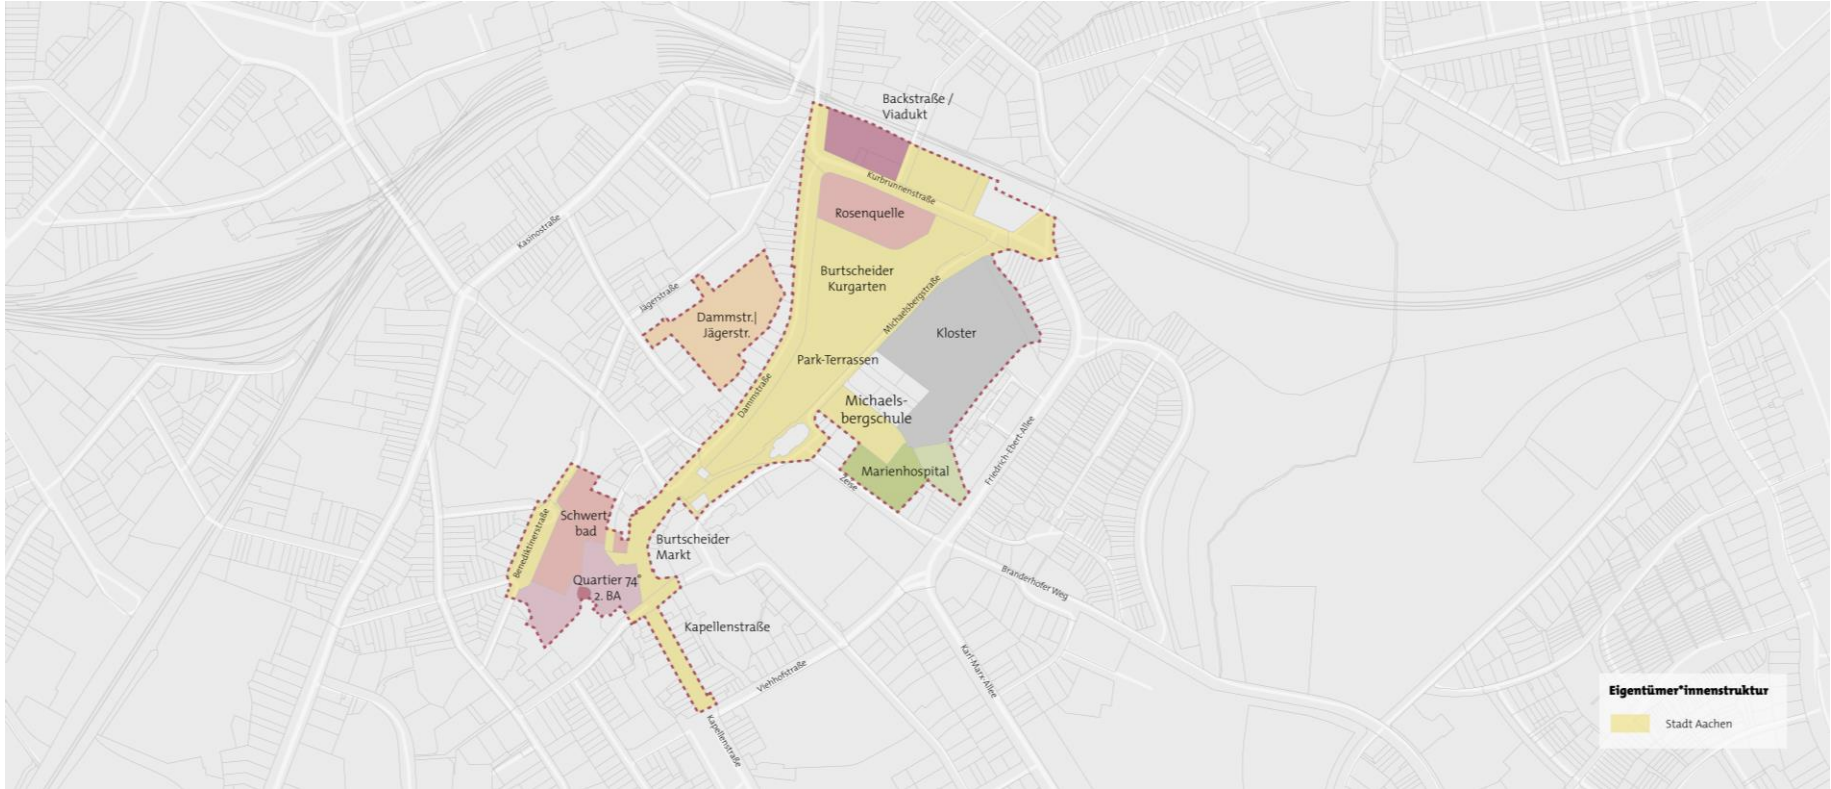 Backstraße /
Viadukt
Kurbrunnenstraße
Rosenquelle
Kasinostraße
Burtscheider
Kurgarten
Jägerstraße
Michaelsbergstraße
Dammstr.|
Jägerstr.
Kloster
Park-Terrassen
Dammstraße
Michaels-
bergschule
Friedrich-Ebert-Allee
Marienhospital
Zeise
Schwert
bad
Benediktinerstraße
Burtscheider
Markt
Quartier 74°
2. BA
Branderhofer Weg
Kapellenstraße
Viehhofstraße
Karl-Marx-Allee
Kapellenstraße
Eigentümer*innenstruktur
Stadt Aachen